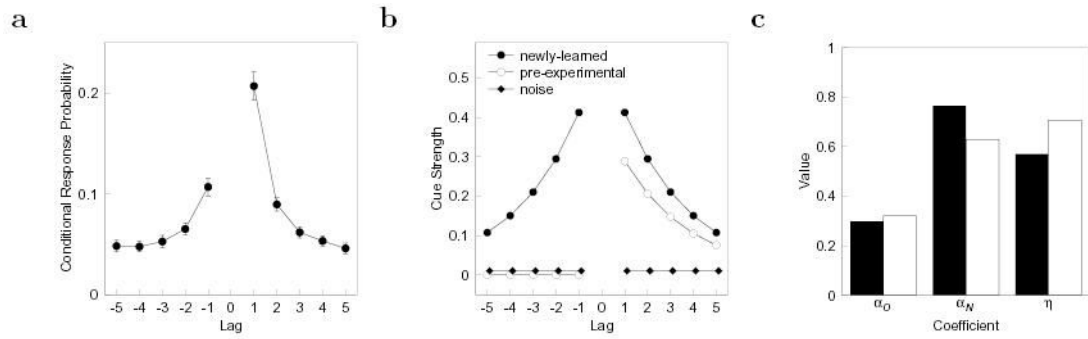 a
Conditional Response Probability
0.2
0.1
0
-5 -4 -3 -2 -1 0 1 2 3 4 5
Lag
b
Cue Strength
newly-learned
pre-experimental
noise
0.5
0.4
0.3
0.2
0.1
0
-5 -4 -3 -2 -1 0 1 2 3 4 5
Lag
c
Value
1
0.8
0.6
0.4
0.2
0
α_O α_N η
Coefficient